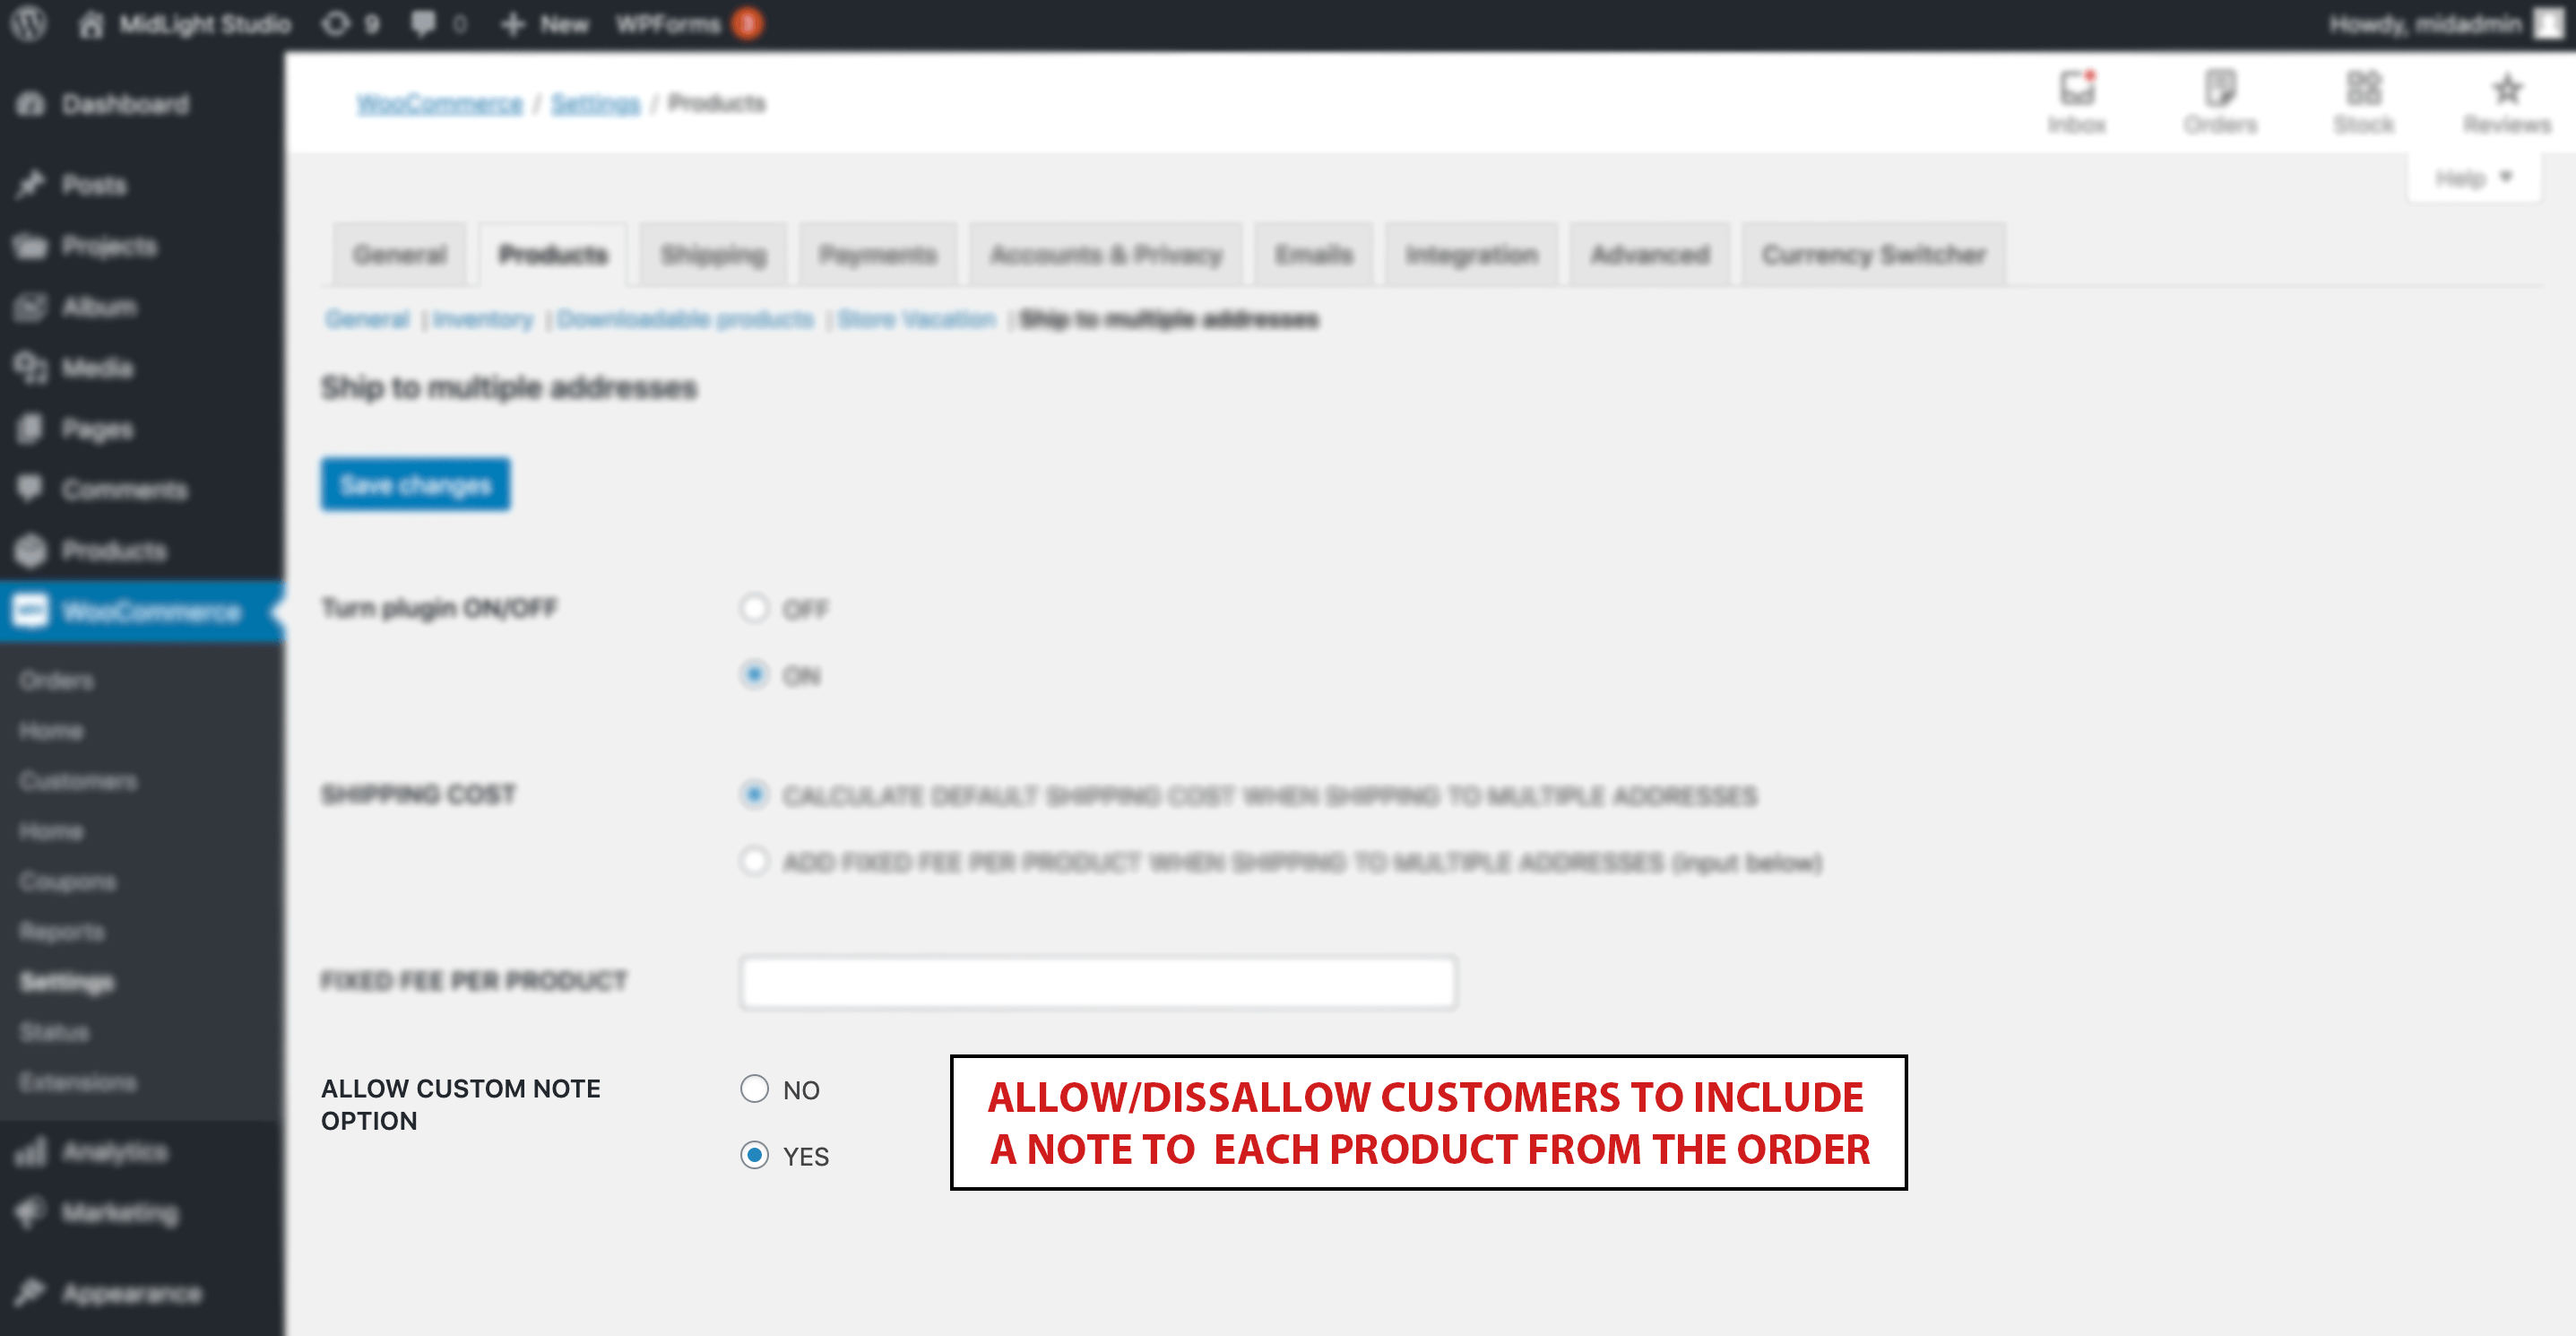 MidLight Studio 9 0 New WPForms 3 Howdy, midadmin
WooCommerce / Settings / Products
Inbox Orders Stock Reviews
Help
Dashboard
Posts
Projects
Album
Media
Pages
Comments
Products
WooCommerce
Orders
Home
Customers
Home
Coupons
Reports
Settings
Status
Extensions
Analytics
Marketing
Appearance
General Products Shipping Payments Accounts & Privacy Emails Integration Advanced Currency Switcher
General | Inventory | Downloadable products | Store Vacation | Ship to multiple addresses
Ship to multiple addresses
Save changes
Turn plugin ON/OFF
OFF
ON
SHIPPING COST
CALCULATE DEFAULT SHIPPING COST WHEN SHIPPING TO MULTIPLE ADDRESSES
ADD FIXED FEE PER PRODUCT WHEN SHIPPING TO MULTIPLE ADDRESSES (input below)
FIXED FEE PER PRODUCT
ALLOW CUSTOM NOTE
OPTION
NO
YES
ALLOW/DISSALLOW CUSTOMERS TO INCLUDE
A NOTE TO EACH PRODUCT FROM THE ORDER